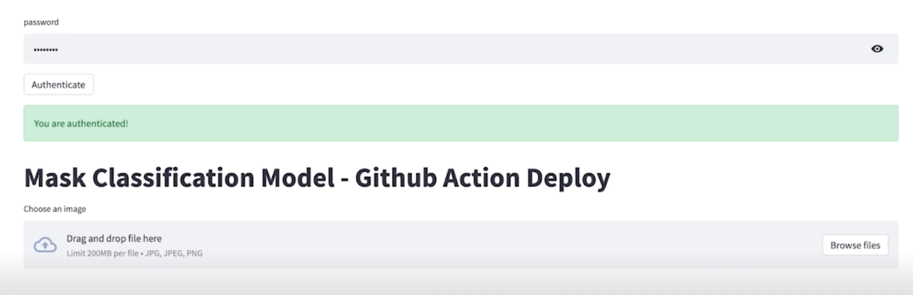 password
••••••••
Authenticate
You are authenticated!
Mask Classification Model - Github Action Deploy
Choose an image
Drag and drop file here
Limit 200MB per file • JPG, JPEG, PNG
Browse files